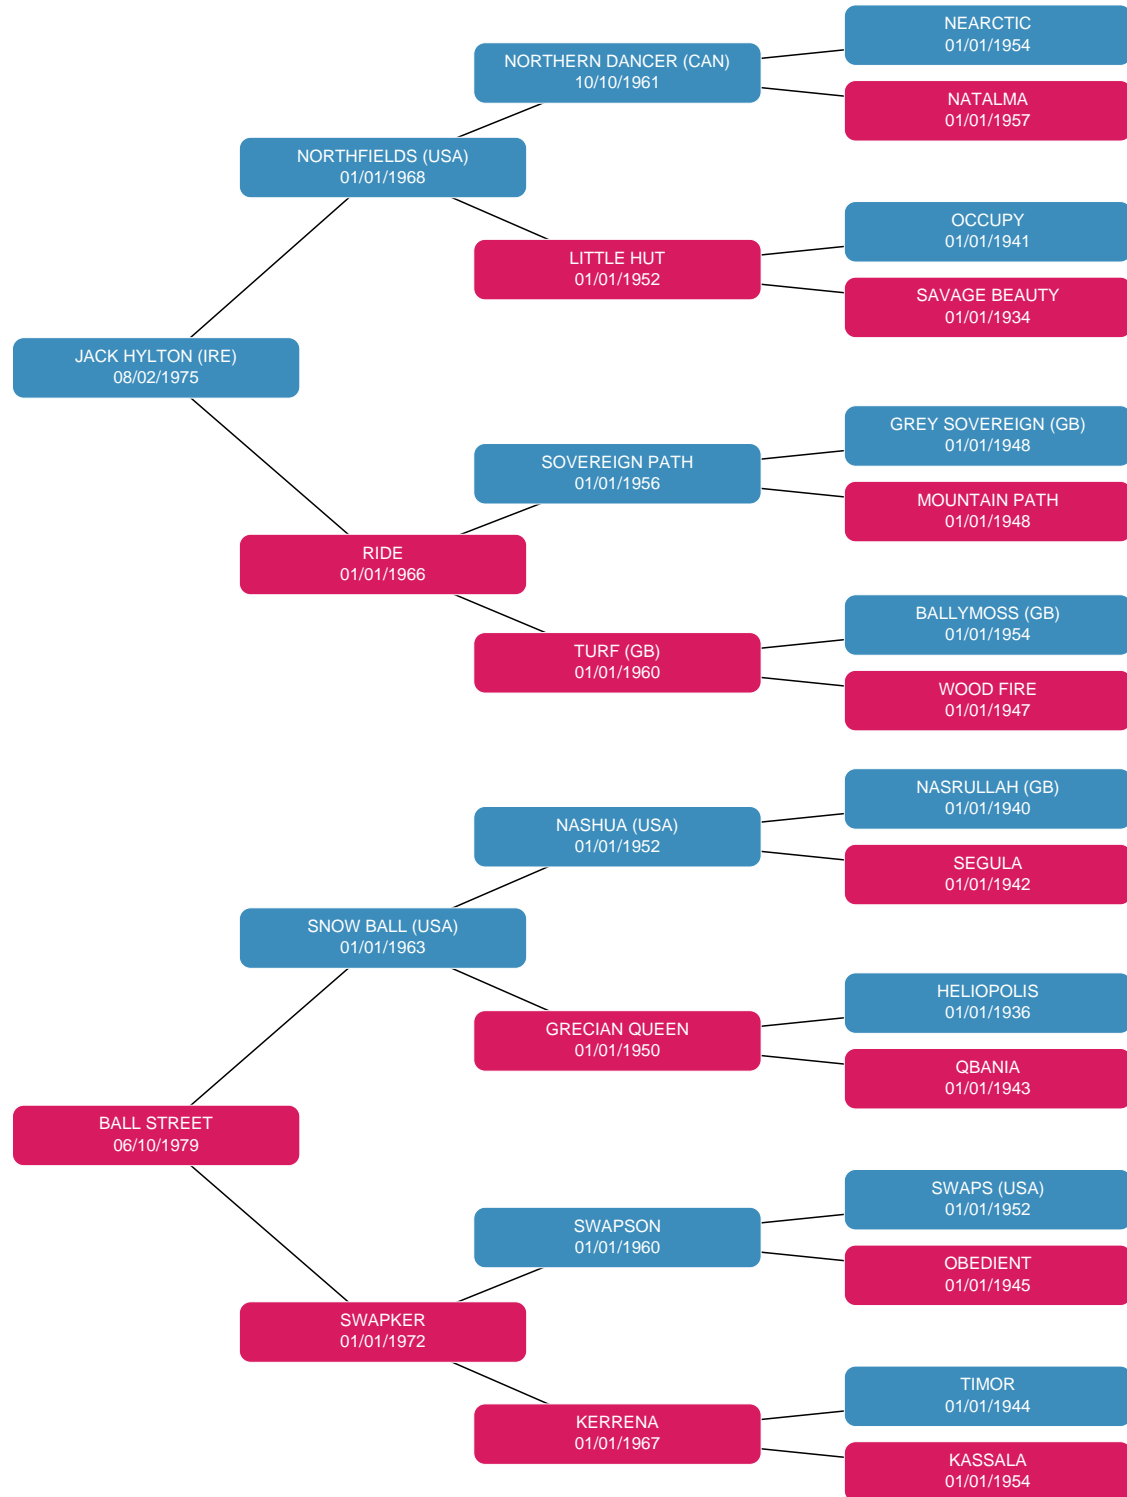 NEARCTIC
01/01/1954
NORTHERN DANCER (CAN)
10/10/1961
NATALMA
01/01/1957
NORTHFIELDS (USA)
01/01/1968
OCCUPY
01/01/1941
LITTLE HUT
01/01/1952
SAVAGE BEAUTY
01/01/1934
JACK HYLTON (IRE)
08/02/1975
GREY SOVEREIGN (GB)
01/01/1948
SOVEREIGN PATH
01/01/1956
MOUNTAIN PATH
01/01/1948
RIDE
01/01/1966
BALLYMOSS (GB)
01/01/1954
TURF (GB)
01/01/1960
WOOD FIRE
01/01/1947
NASRULLAH (GB)
01/01/1940
NASHUA (USA)
01/01/1952
SEGULA
01/01/1942
SNOW BALL (USA)
01/01/1963
HELIOPOLIS
01/01/1936
GRECIAN QUEEN
01/01/1950
QBANIA
01/01/1943
BALL STREET
06/10/1979
SWAPS (USA)
01/01/1952
SWAPSON
01/01/1960
OBEDIENT
01/01/1945
SWAPKER
01/01/1972
TIMOR
01/01/1944
KERRENA
01/01/1967
KASSALA
01/01/1954